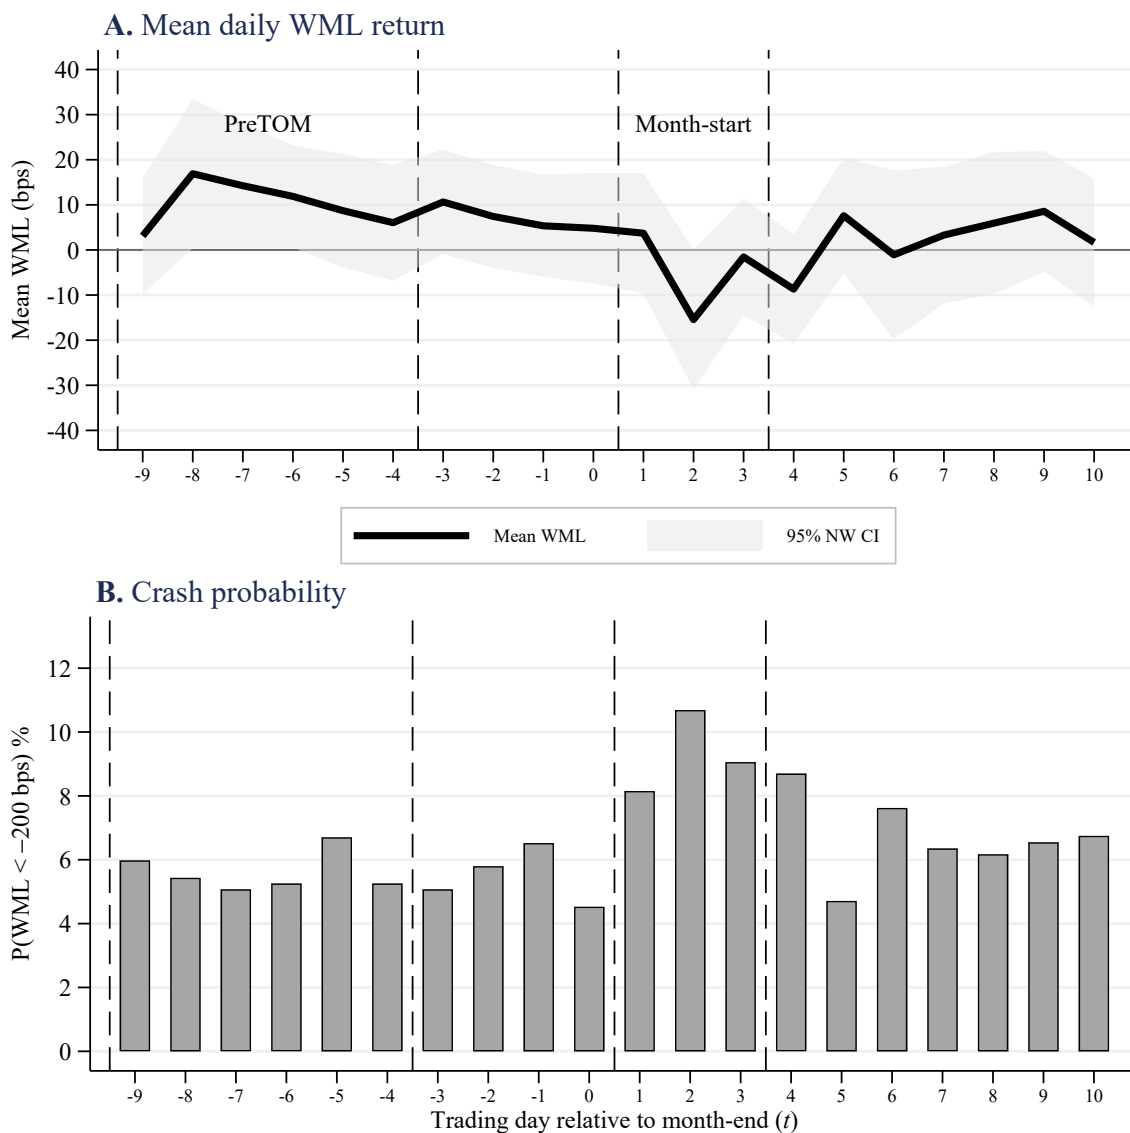 A. Mean daily WML return
40
30
20
10
0
-10
-20
-30
-40
Mean WML (bps)
PreTOM
Month-start
-9 -8 -7 -6 -5 -4 -3 -2 -1 0 1 2 3 4 5 6 7 8 9 10
Mean WML 95% NW CI
B. Crash probability
12
10
8
6
4
2
0
P(WML < −200 bps) %
-9 -8 -7 -6 -5 -4 -3 -2 -1 0 1 2 3 4 5 6 7 8 9 10
Trading day relative to month-end (t)